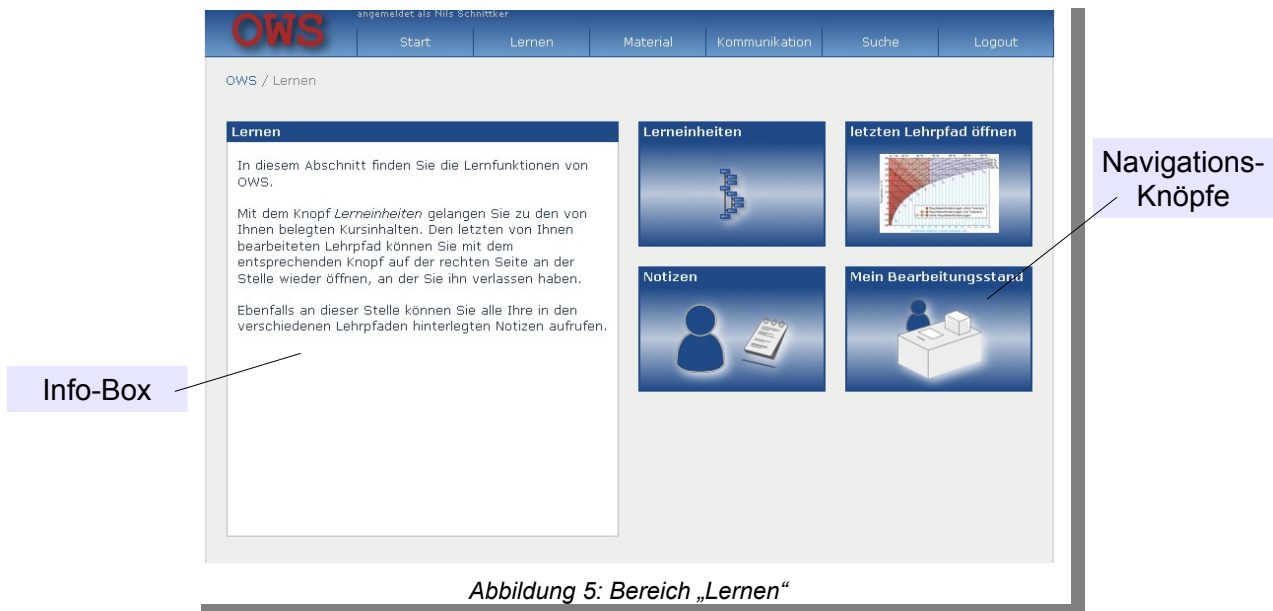 OWS
angemeldet als Nils Schnittker
Start Lernen Material Kommunikation Suche Logout
OWS / Lernen
Lernen
In diesem Abschnitt finden Sie die Lernfunktionen von
OWS.
Mit dem Knopf Lerneinheiten gelangen Sie zu den von
Ihnen belegten Kursinhalten. Den letzten von Ihnen
bearbeiteten Lehrpfad können Sie mit dem
entsprechenden Knopf auf der rechten Seite an der
Stelle wieder öffnen, an der Sie ihn verlassen haben.
Ebenfalls an dieser Stelle können Sie alle Ihre in den
verschiedenen Lehrpfaden hinterlegten Notizen aufrufen.
Lerneinheiten
letzten Lehrpfad öffnen
Notizen
Mein Bearbeitungsstand
Navigations-
Knöpfe
Info-Box
Abbildung 5: Bereich „Lernen“